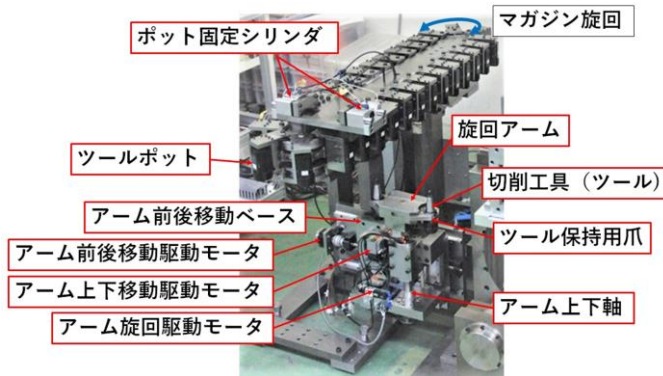 マガジン旋回
ポット固定シリンダ
旋回アーム
ツールポット
切削工具（ツール）
アーム前後移動ベース
ツール保持用爪
アーム前後移動駆動モータ
アーム上下移動駆動モータ
アーム上下軸
アーム旋回駆動モータ